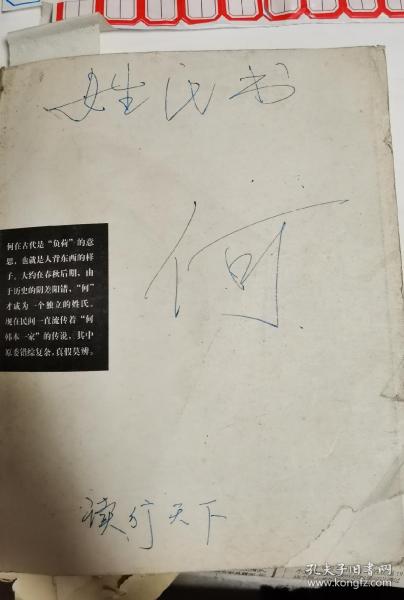 姓氏书
何
何在古代是“负荷”的意
思，也就是人背东西的样
子。大约在春秋后期，由
于历史的阴差阳错，“何”
才成为一个独立的姓氏。
现在民间一直流传着“何
韩本一家”的传说，其中
原委错综复杂，真假莫辨。
读行天下
孔夫子旧书网
kongfz.com